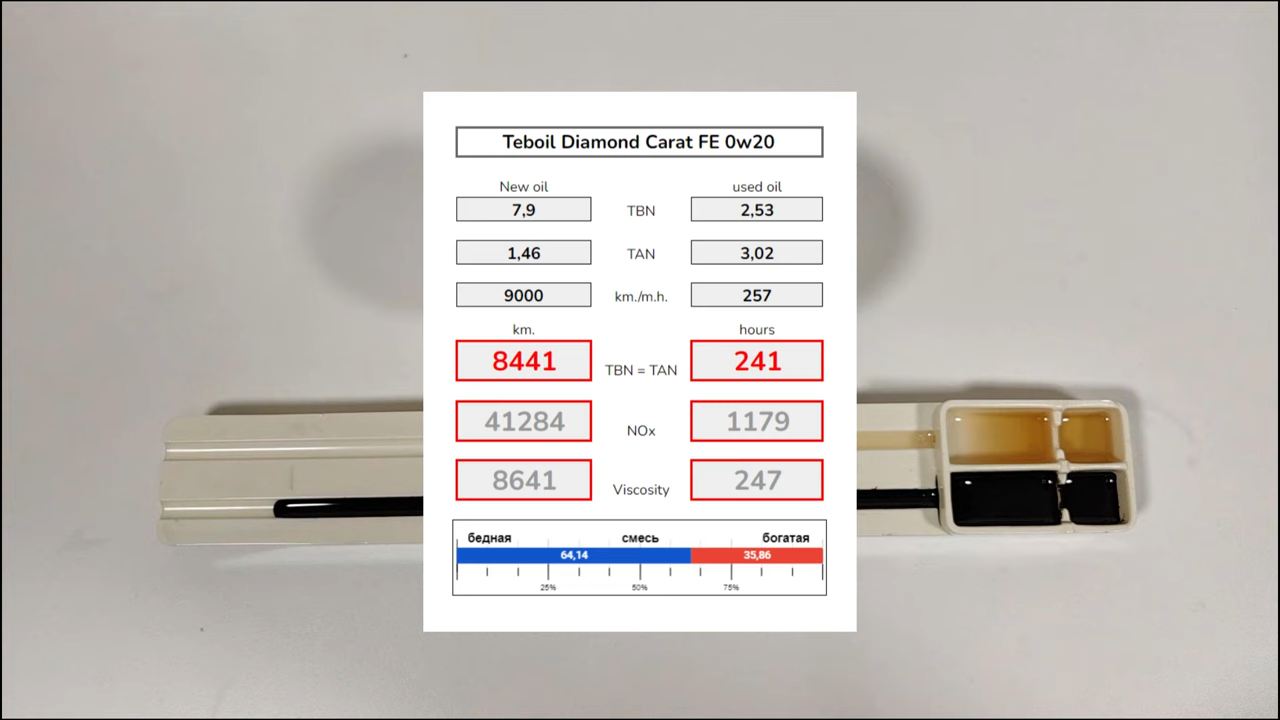 Teboil Diamond Carat FE 0w20
New oil used oil
7,9 TBN 2,53
1,46 TAN 3,02
9000 km./m.h. 257
km. hours
8441 TBN = TAN 241
41284 NOx 1179
8641 Viscosity 247
бедная смесь богатая
64,14 35,86
25% 50% 75%